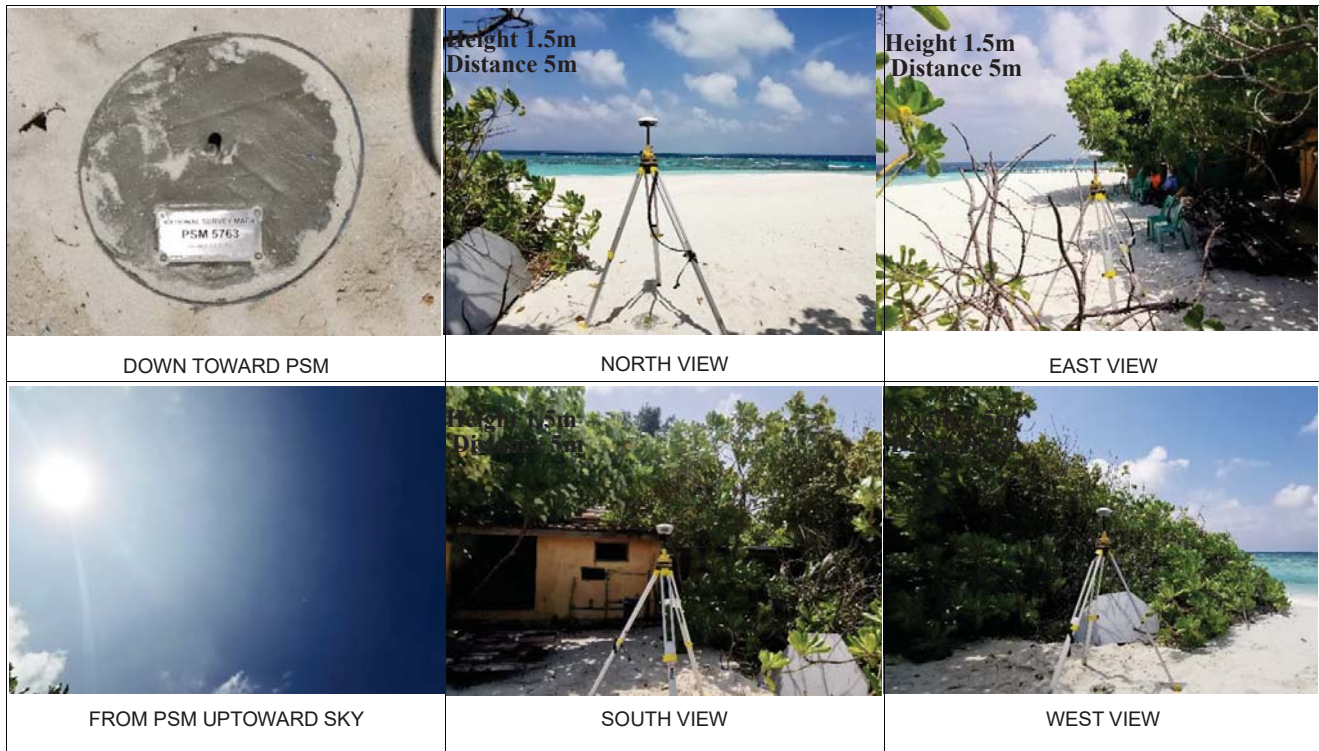 NATIONAL SURVEY MARK
PSM 5763
DOWN TOWARD PSM
Height 1.5m
Distance 5m
NORTH VIEW
Height 1.5m
Distance 5m
EAST VIEW
FROM PSM UPTOWARD SKY
Height 1.5m
Distance 5m
SOUTH VIEW
WEST VIEW